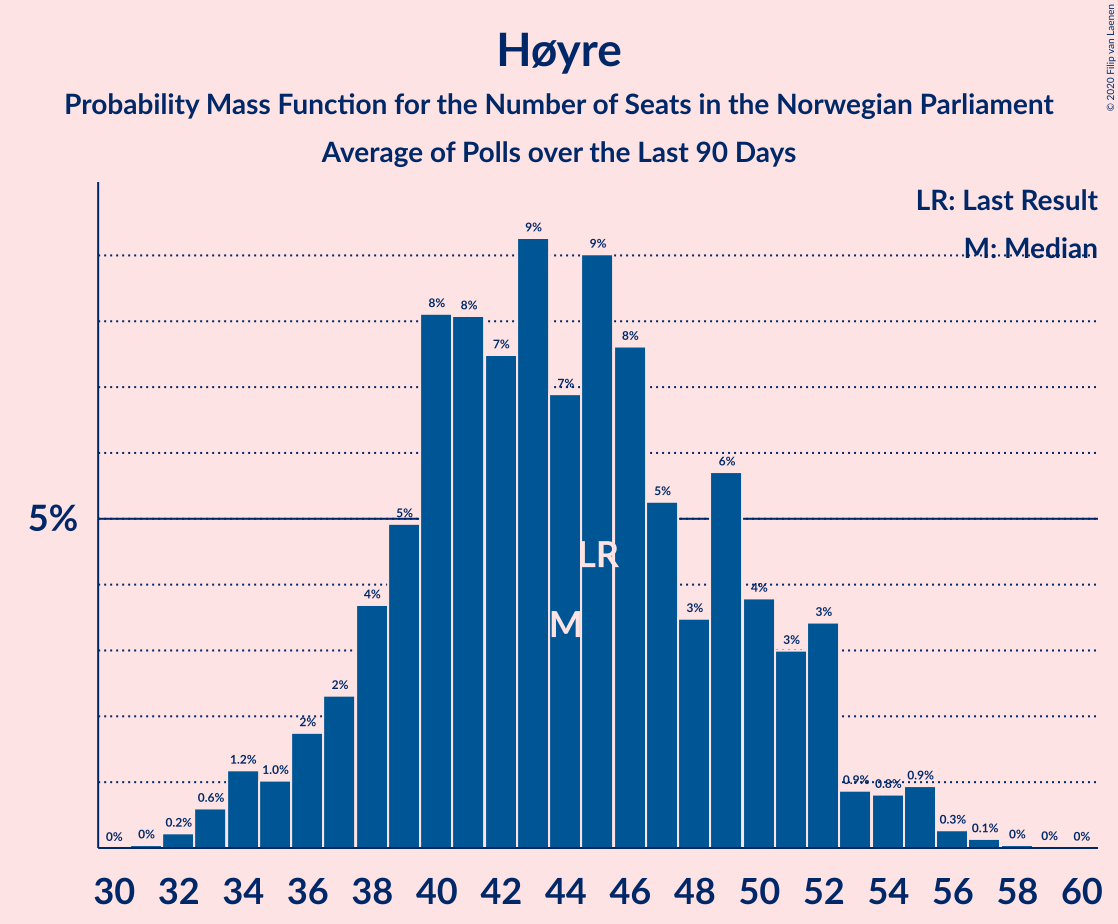 Høyre
Probability Mass Function for the Number of Seats in the Norwegian Parliament
Average of Polls over the Last 90 Days
© 2020 Filip van Laenen
LR: Last Result
M: Median
5%
0% 0% 0.2% 0.6% 1.2% 1.0% 2% 2% 4% 5% 8% 8% 7% 9% 7% 9% 8% 5% 3% 6% 4% 3% 3% 0.9% 0.8% 0.9% 0.3% 0.1% 0% 0% 0%
LR
M
30 32 34 36 38 40 42 44 46 48 50 52 54 56 58 60